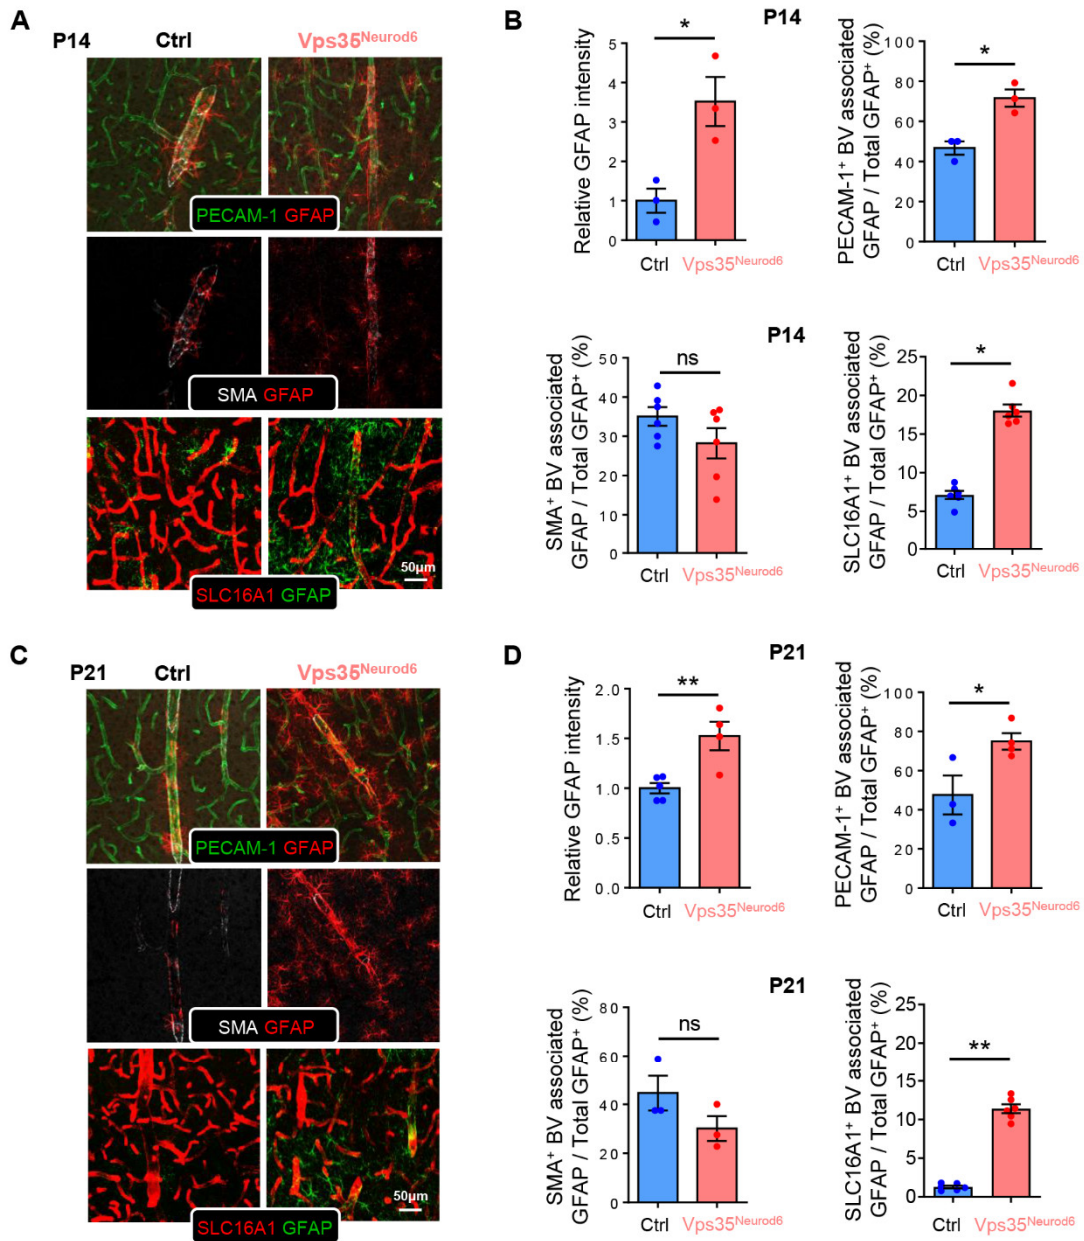 A
P14 Ctrl Vps35Neurod6
PECAM-1 GFAP
SMA GFAP
50µm
SLC16A1 GFAP
B
P14
Relative GFAP intensity
5
4
3
2
1
0
*
Ctrl Vps35Neurod6
PECAM-1+ BV associated
GFAP / Total GFAP+ (%)
100
80
60
40
20
0
*
Ctrl Vps35Neurod6
P14
SMA+ BV associated
GFAP / Total GFAP+ (%)
50
40
30
20
10
0
ns
Ctrl Vps35Neurod6
SLC16A1+ BV associated
GFAP / Total GFAP+ (%)
25
20
15
10
5
0
*
Ctrl Vps35Neurod6
C
P21 Ctrl Vps35Neurod6
PECAM-1 GFAP
SMA GFAP
50µm
SLC16A1 GFAP
D
P21
Relative GFAP intensity
2.0
1.5
1.0
0.5
0.0
**
Ctrl Vps35Neurod6
PECAM-1+ BV associated
GFAP / Total GFAP+ (%)
100
80
60
40
20
0
*
Ctrl Vps35Neurod6
P21
SMA+ BV associated
GFAP / Total GFAP+ (%)
80
60
40
20
0
ns
Ctrl Vps35Neurod6
SLC16A1+ BV associated
GFAP / Total GFAP+ (%)
25
20
15
10
5
0
**
Ctrl Vps35Neurod6